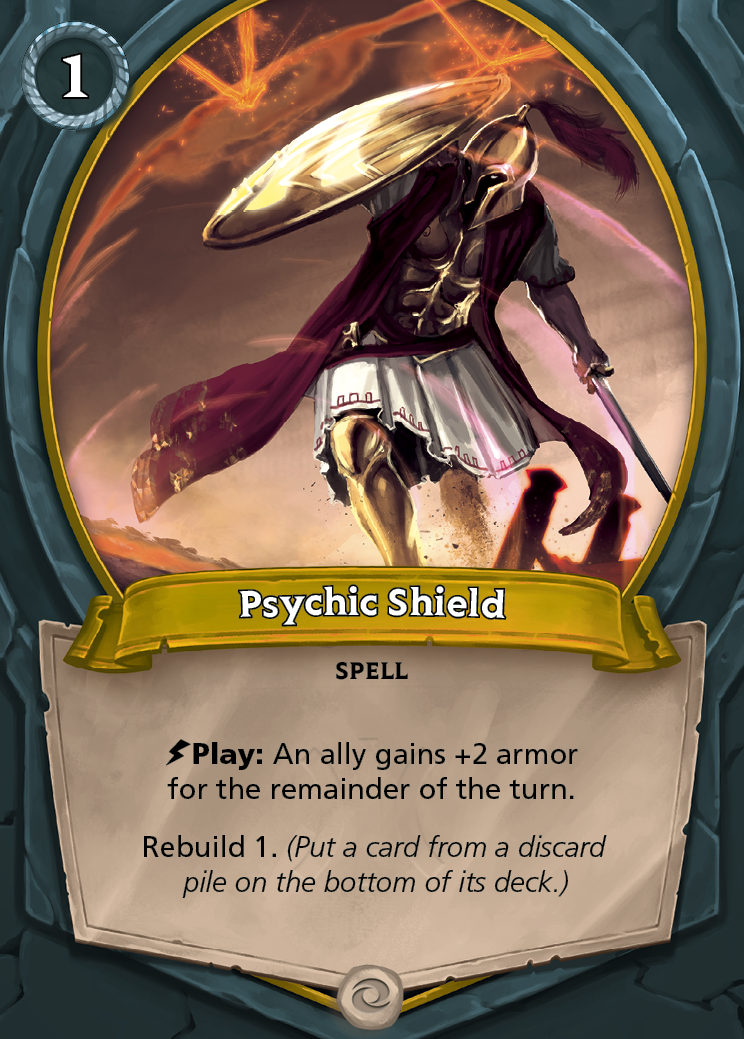 1
Psychic Shield
SPELL
Play: An ally gains +2 armor
for the remainder of the turn.
Rebuild 1. (Put a card from a discard
pile on the bottom of its deck.)